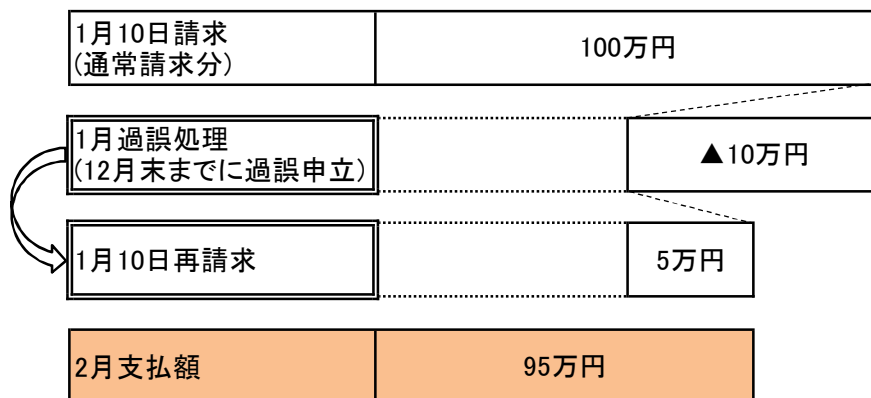 1月10日請求
(通常請求分)
100万円
1月過誤処理
(12月末までに過誤申立)
▲10万円
1月10日再請求
5万円
2月支払額
95万円